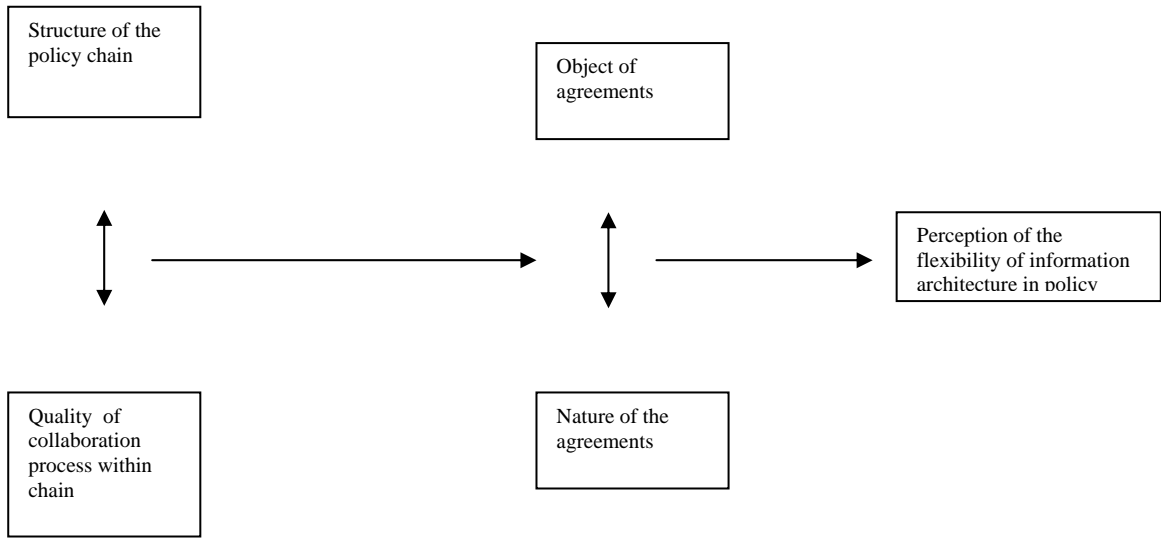 Structure of the
policy chain
Object of
agreements
Perception of the
flexibility of information
architecture in policy
Quality of
collaboration
process within
chain
Nature of the
agreements